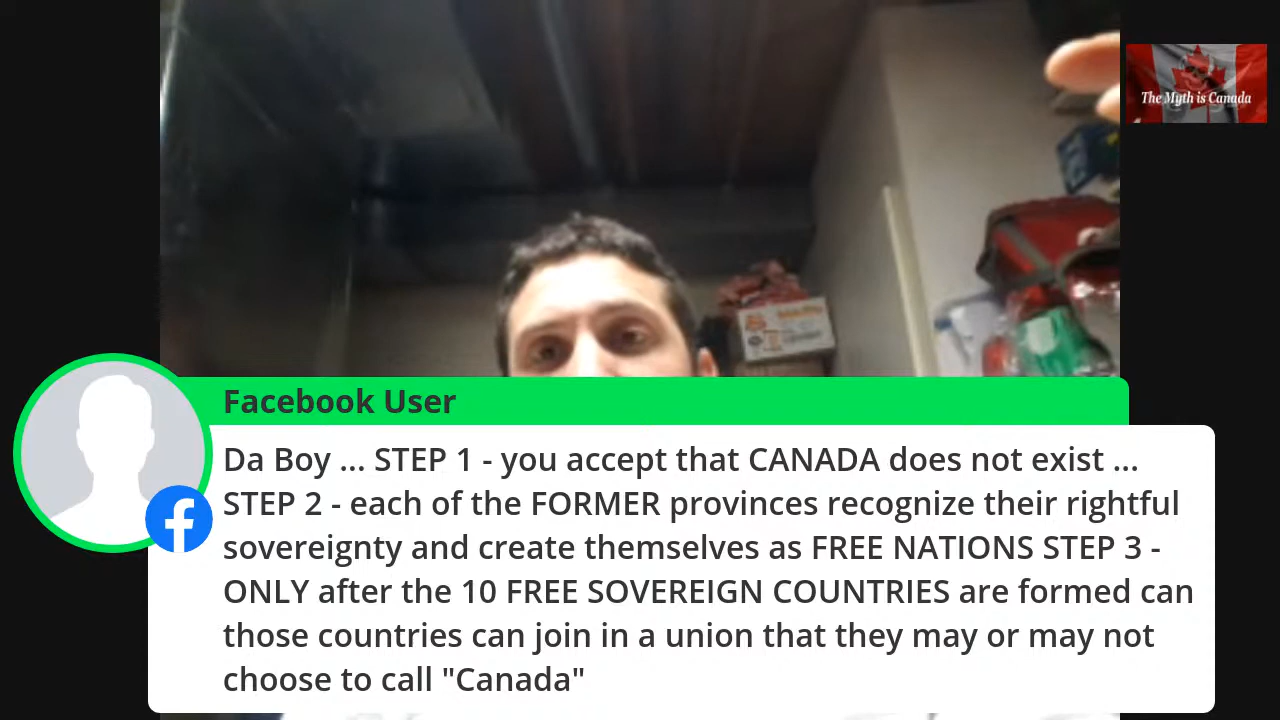 The Myth is Canada
Facebook User
Da Boy ... STEP 1 - you accept that CANADA does not exist ...
STEP 2 - each of the FORMER provinces recognize their rightful
sovereignty and create themselves as FREE NATIONS STEP 3 -
ONLY after the 10 FREE SOVEREIGN COUNTRIES are formed can
those countries can join in a union that they may or may not
choose to call "Canada"